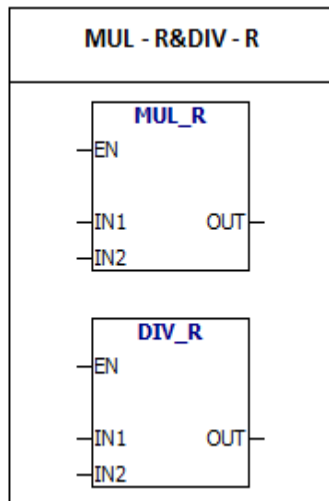 MUL - R&DIV - R
MUL_R
EN
IN1 OUT
IN2
DIV_R
EN
IN1 OUT
IN2